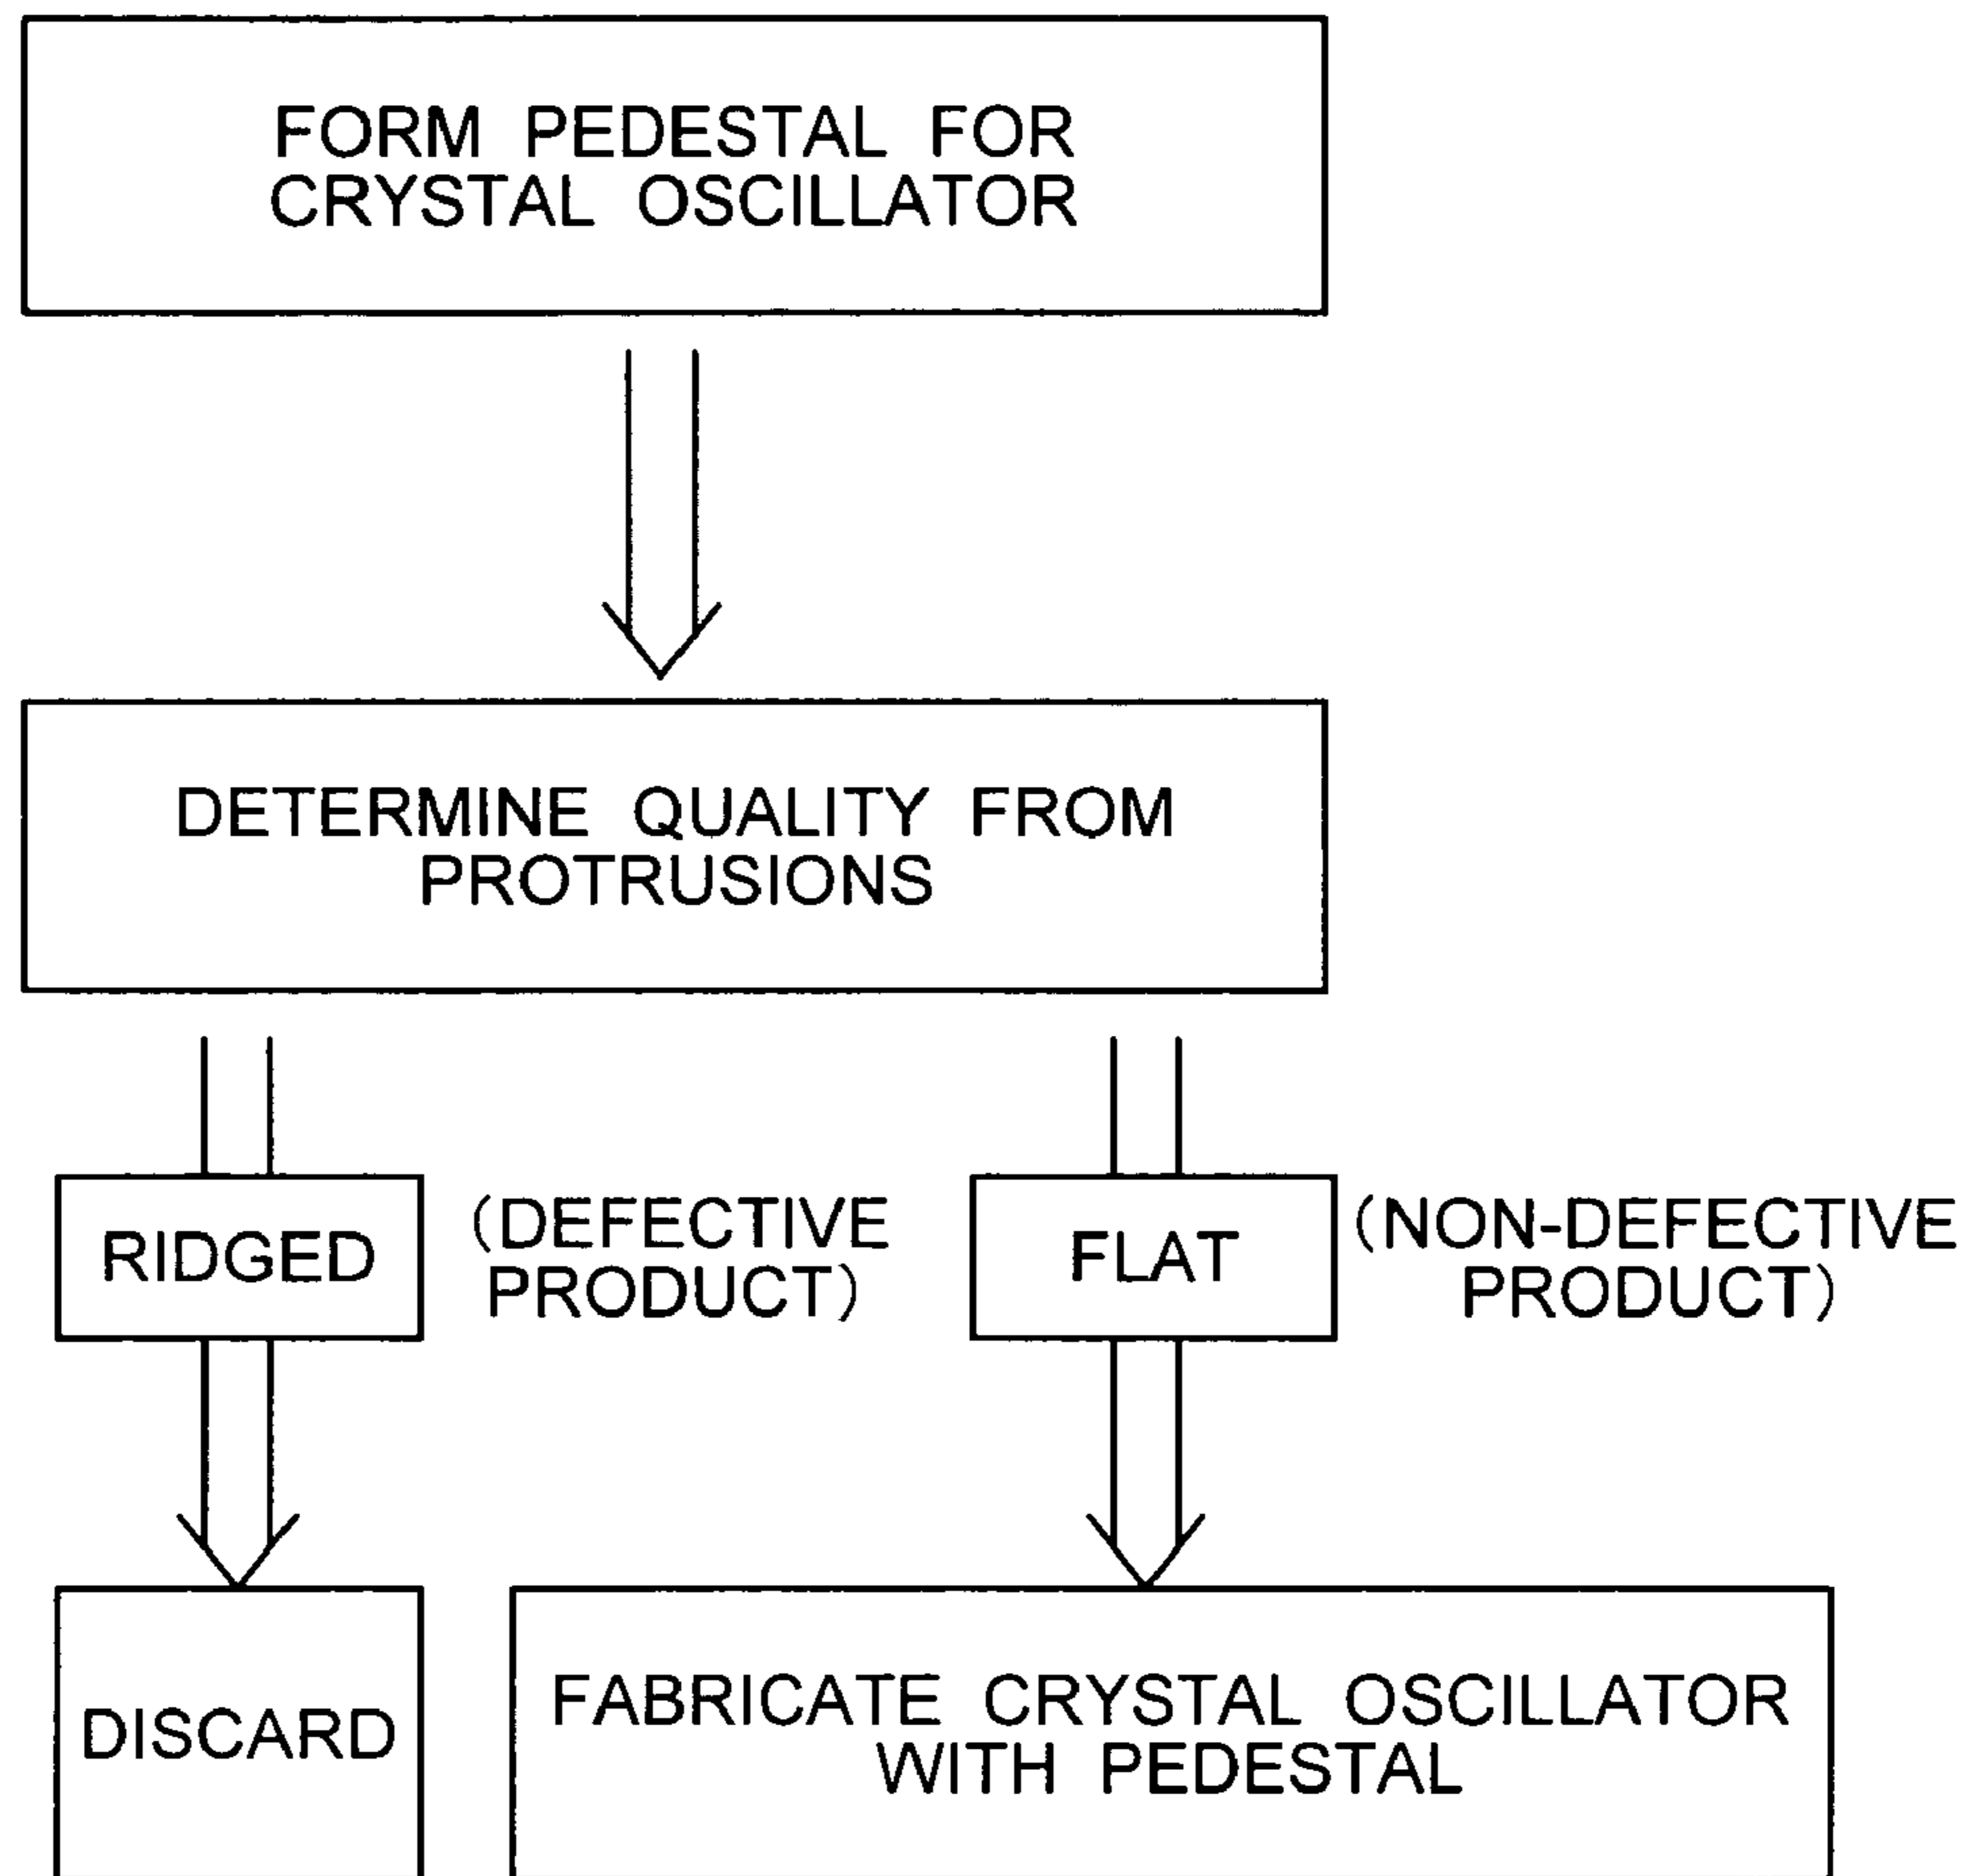 FORM PEDESTAL FOR
CRYSTAL OSCILLATOR
DETERMINE QUALITY FROM
PROTRUSIONS
RIDGED
(DEFECTIVE
PRODUCT)
FLAT
(NON-DEFECTIVE
PRODUCT)
DISCARD
FABRICATE CRYSTAL OSCILLATOR
WITH PEDESTAL